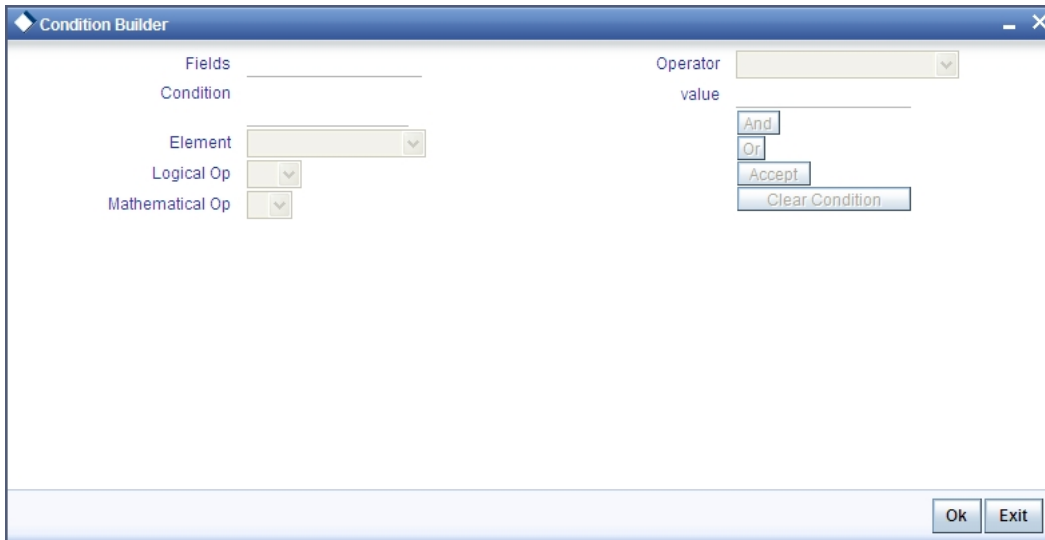 Condition Builder
Fields
Condition
Element
Logical Op
Mathematical Op
Operator
value
And
Or
Accept
Clear Condition
Ok Exit